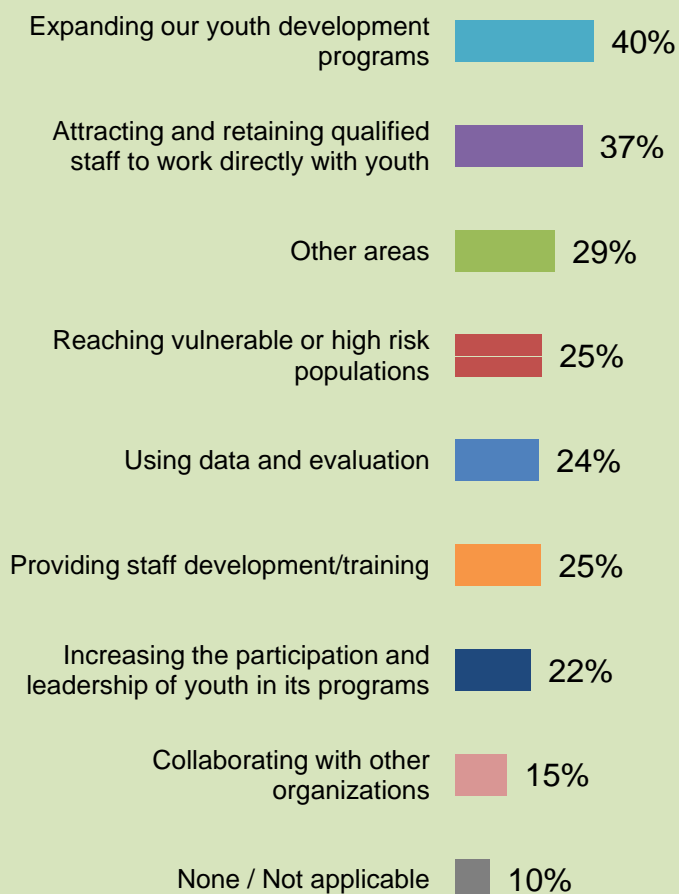 Expanding our youth development
programs
40%
Attracting and retaining qualified
staff to work directly with youth
37%
Other areas
29%
Reaching vulnerable or high risk
populations
25%
Using data and evaluation
24%
Providing staff development/training
25%
Increasing the participation and
leadership of youth in its programs
22%
Collaborating with other
organizations
15%
None / Not applicable
10%